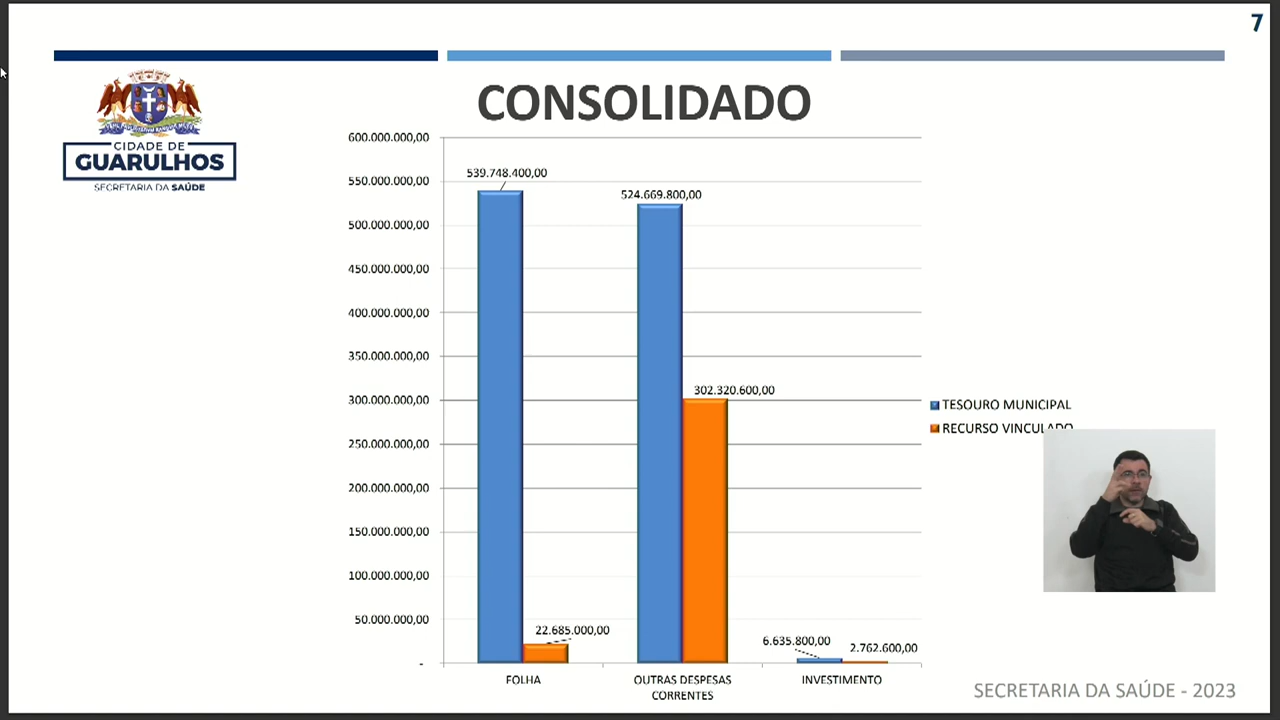 7
CIDADE DE
GUARULHOS
SECRETARIA DA SAÚDE
CONSOLIDADO
600.000.000,00
550.000.000,00
500.000.000,00
450.000.000,00
400.000.000,00
350.000.000,00
300.000.000,00
250.000.000,00
200.000.000,00
150.000.000,00
100.000.000,00
50.000.000,00
-
539.748.400,00
524.669.800,00
302.320.600,00
22.685.000,00
6.635.800,00
2.762.600,00
FOLHA
OUTRAS DESPESAS
CORRENTES
INVESTIMENTO
TESOURO MUNICIPAL
RECURSO VINCULADO
SECRETARIA DA SAÚDE - 2023